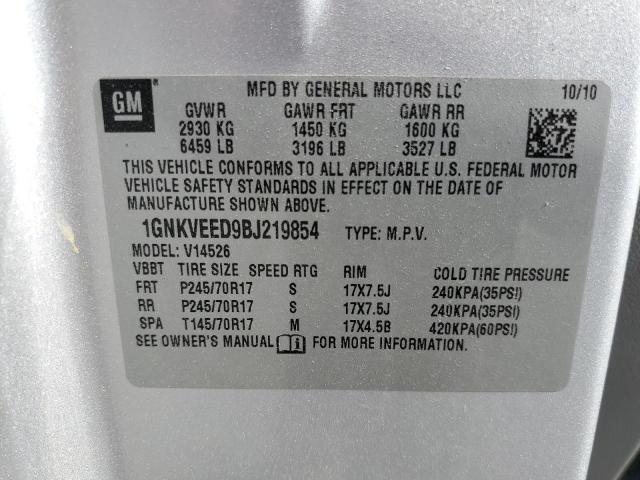 GM
MFD BY GENERAL MOTORS LLC 10/10
GVWR GAWR FRT GAWR RR
2930 KG 1450 KG 1600 KG
6459 LB 3196 LB 3527 LB
THIS VEHICLE CONFORMS TO ALL APPLICABLE U.S. FEDERAL MOTOR
VEHICLE SAFETY STANDARDS IN EFFECT ON THE DATE OF
MANUFACTURE SHOWN ABOVE.
1GNKVEED9BJ219854 TYPE: M.P.V.
MODEL: V14526
VBBT TIRE SIZE SPEED RTG RIM COLD TIRE PRESSURE
FRT P245/70R17 S 17X7.5J 240KPA(35PSI)
RR P245/70R17 S 17X7.5J 240KPA(35PSI)
SPA T145/70R17 M 17X4.5B 420KPA(60PSI)
SEE OWNER'S MANUAL FOR MORE INFORMATION.